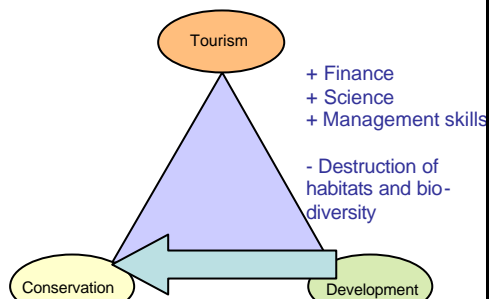 Tourism
+ Finance
+ Science
+ Management skills
- Destruction of
habitats and bio-
diversity
Conservation
Development